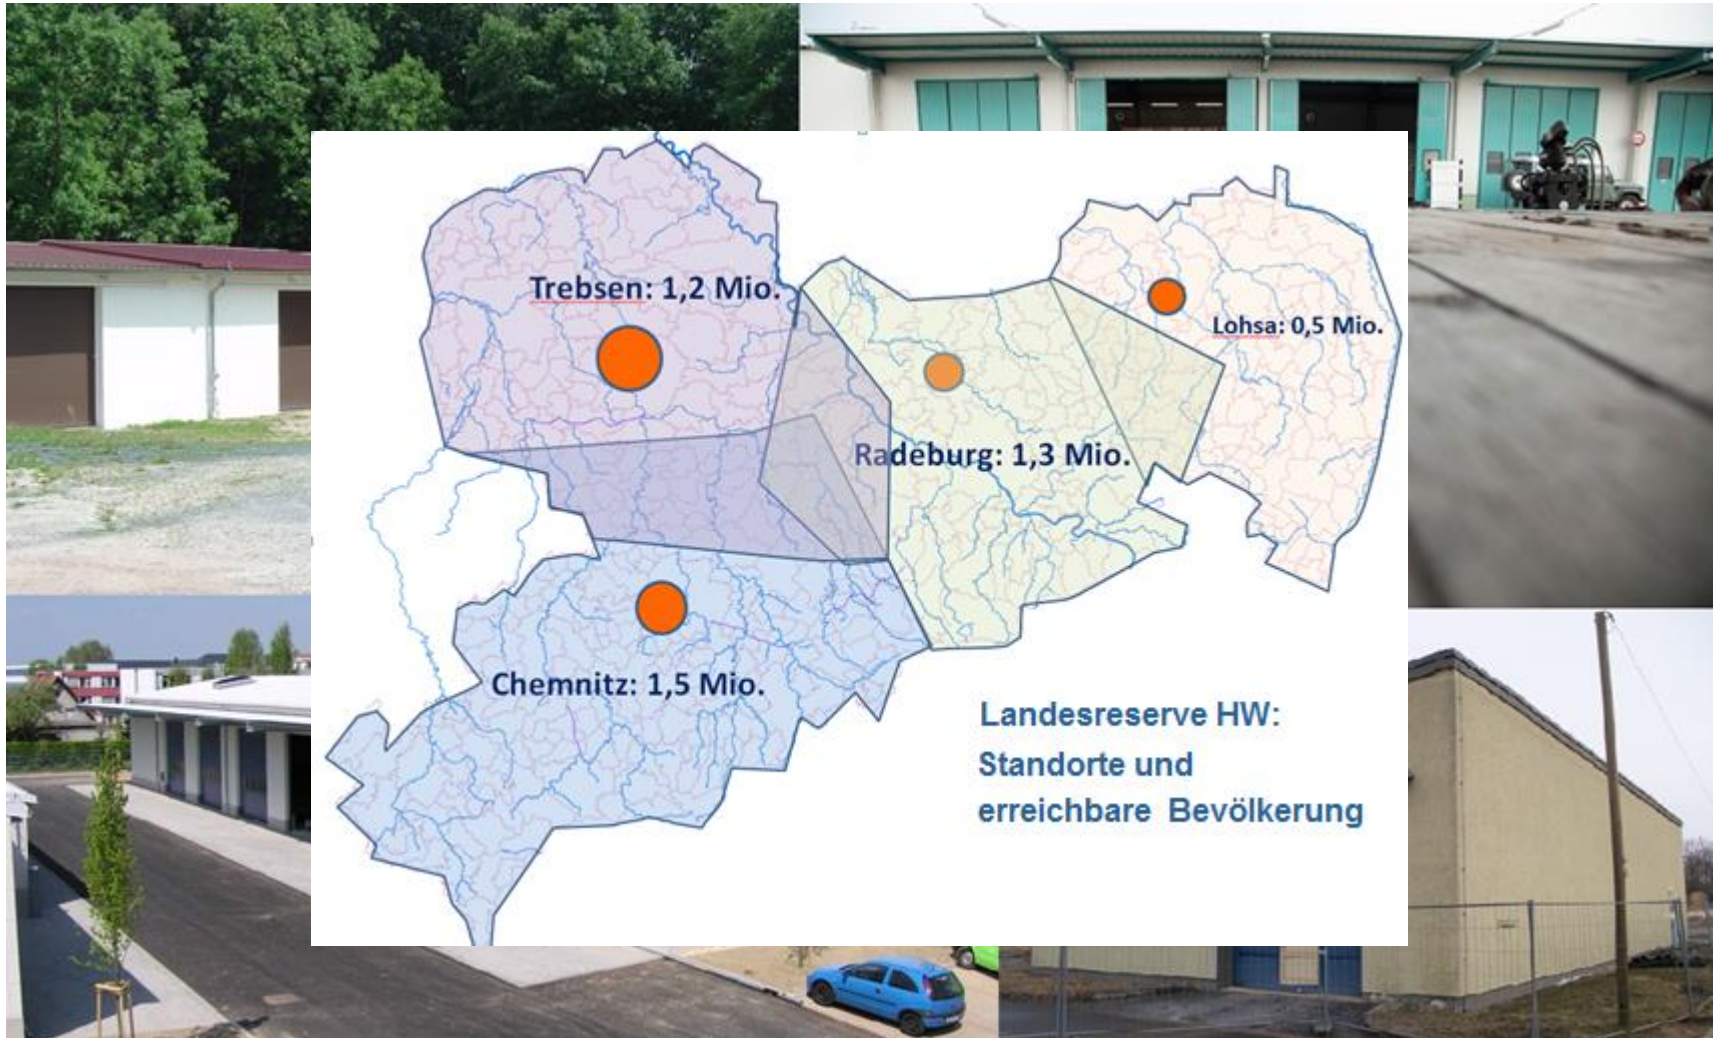 Trebsen: 1,2 Mio.
Lohsa: 0,5 Mio.
Radeburg: 1,3 Mio.
Chemnitz: 1,5 Mio.
Landesreserve HW:
Standorte und
erreichbare Bevölkerung